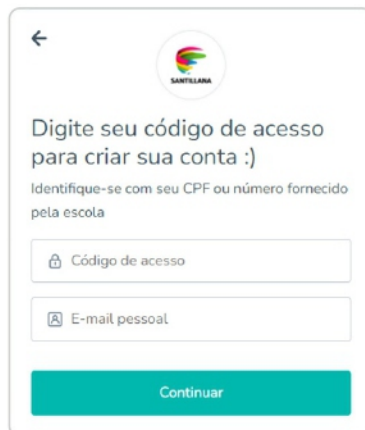 SANTILLANA
Digite seu código de acesso
para criar sua conta :)
Identifique-se com seu CPF ou número fornecido
pela escola
Código de acesso
E-mail pessoal
Continuar